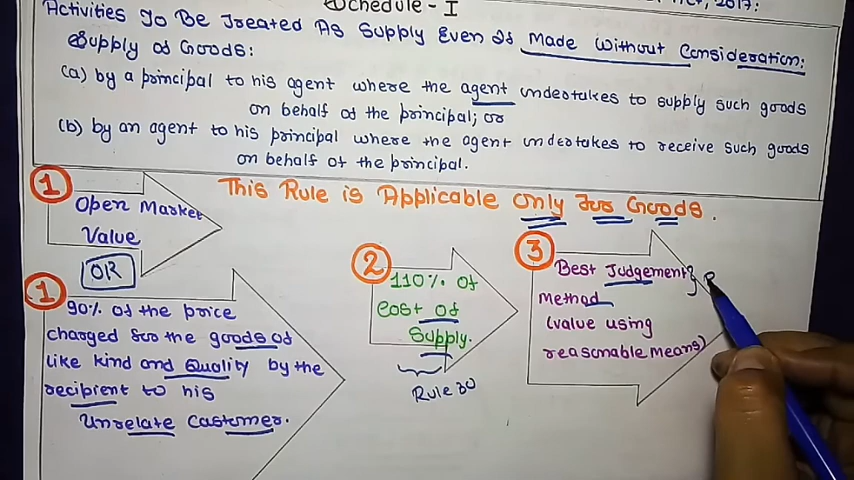 Schedule - I
Act, 2017:
Activities To Be Treated As Supply Even If Made Without Consideration:
Supply of Goods:
(a) by a principal to his agent where the agent undertakes to supply such goods
on behalf of the principal; or
(b) by an agent to his principal where the agent undertakes to receive such goods
on behalf of the principal.
This Rule is Applicable Only For Goods.
1
Open Market
Value
OR
1
90% of the price
charged for the goods of
like kind and Quality by the
recipient to his
Unrelate Customer.
2
110% of
cost of
Supply.
Rule 30
3
Best Judgement
Method
(value using
reasonable Means)